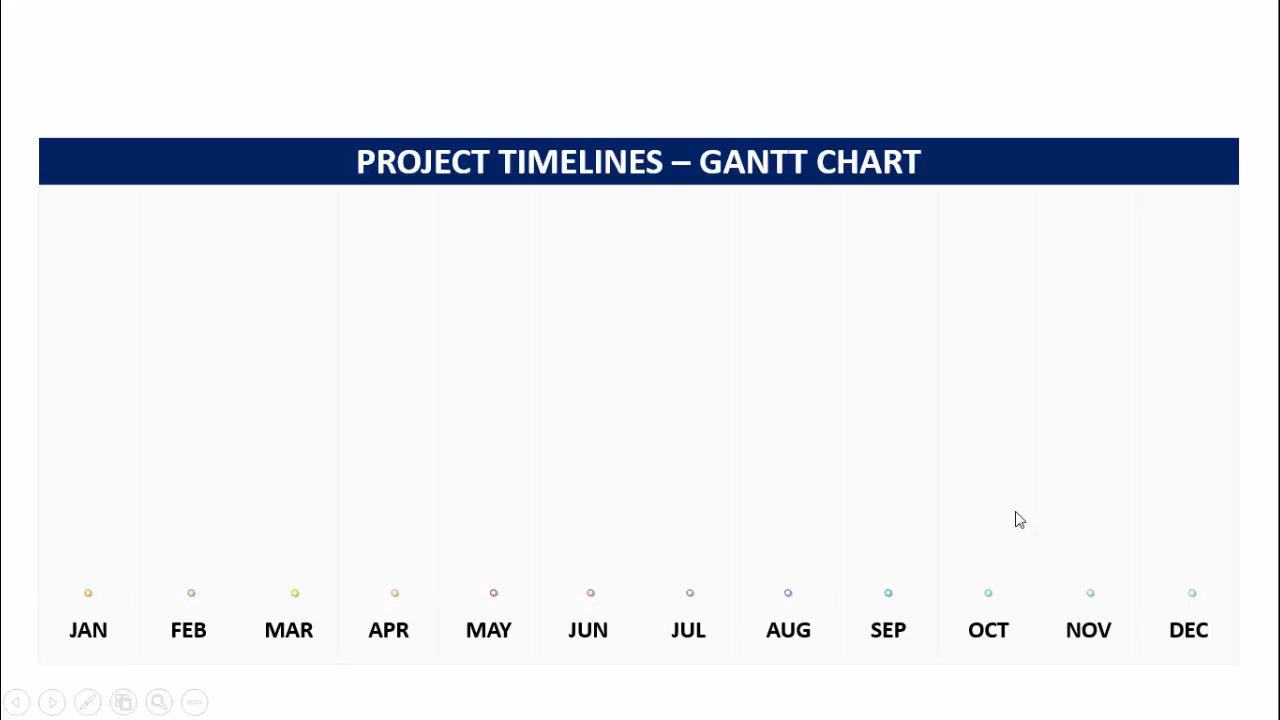 PROJECT TIMELINES – GANTT CHART
JAN FEB MAR APR MAY JUN JUL AUG SEP OCT NOV DEC